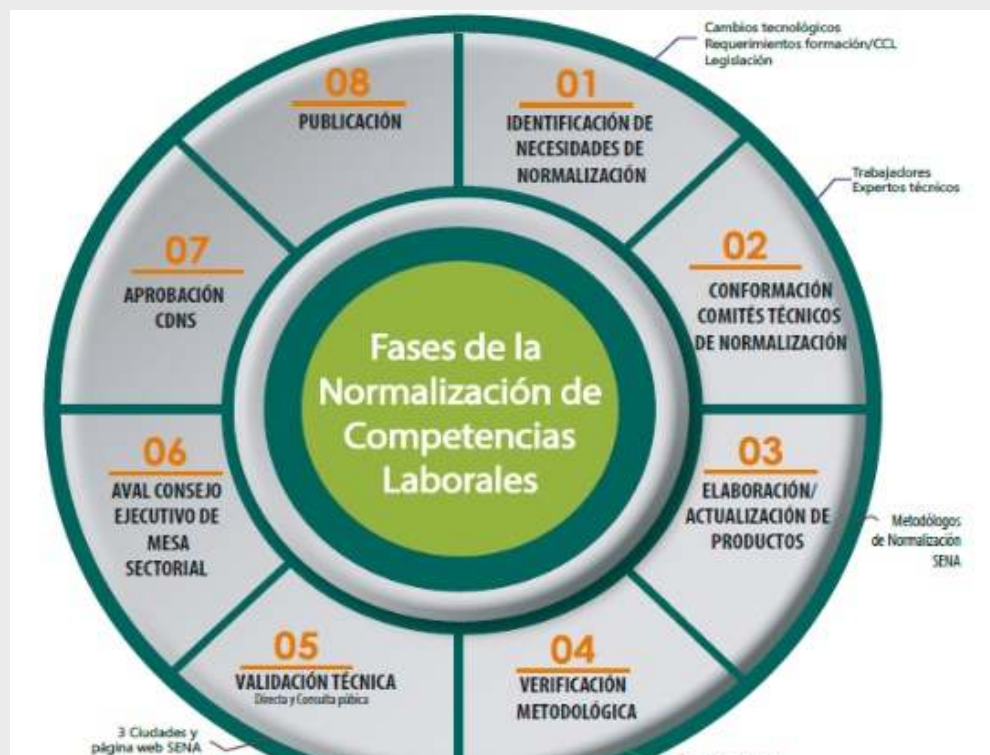 Cambios tecnológicos
Requerimientos formación/CCL
Legislación
01
IDENTIFICACIÓN DE
NECESIDADES DE
NORMALIZACIÓN
Trabajadores
Expertos técnicos
02
CONFORMACIÓN
COMITÉS TÉCNICOS
DE NORMALIZACIÓN
03
ELABORACIÓN/
ACTUALIZACIÓN DE
PRODUCTOS
Metodólogos
de Normalización
SENA
04
VERIFICACIÓN
METODOLÓGICA
05
VALIDACIÓN TÉCNICA
Directa y Consulta púbica
3 Ciudades y
página web SENA
06
AVAL CONSEJO
EJECUTIVO DE
MESA
SECTORIAL
07
APROBACIÓN
CDNS
08
PUBLICACIÓN
Fases de la
Normalización de
Competencias
Laborales